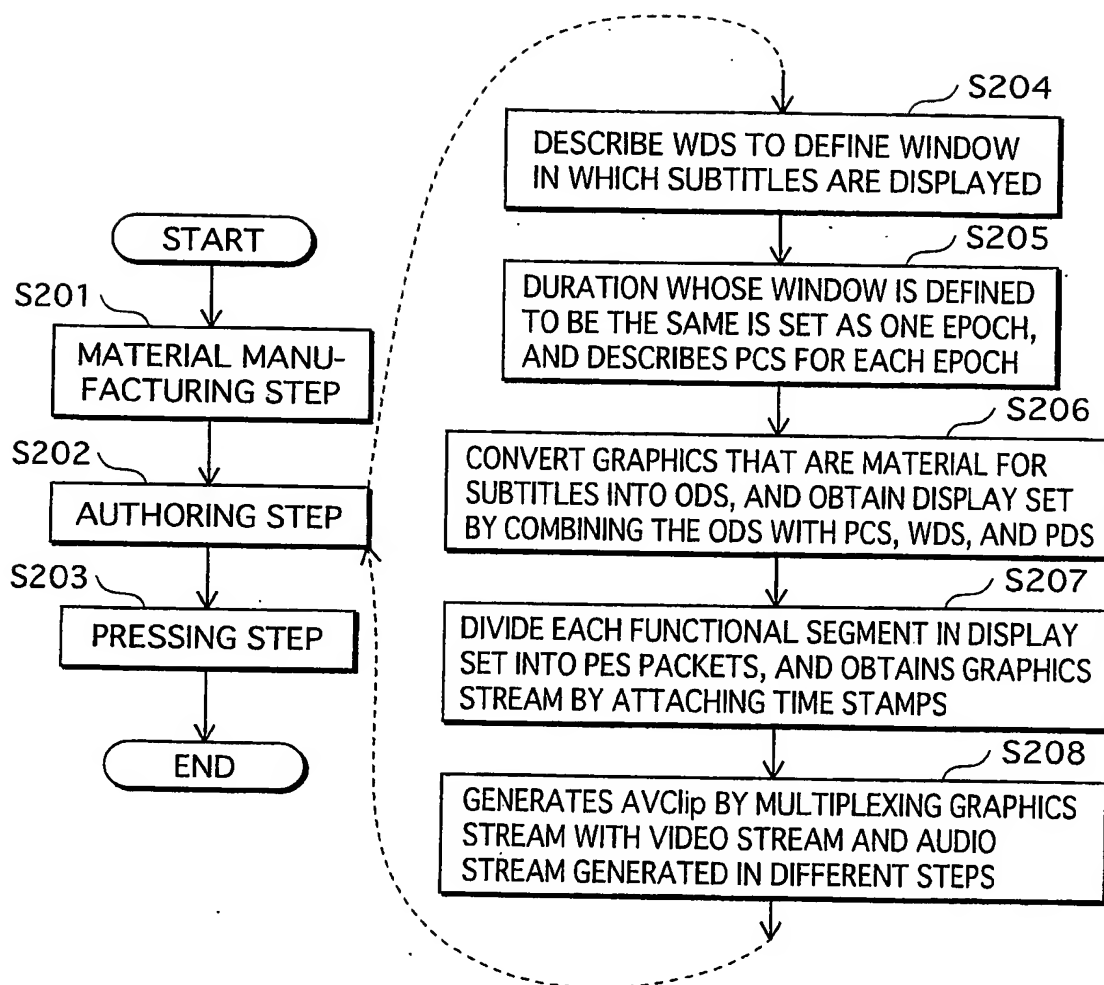 START
S201
MATERIAL MANU-
FACTURING STEP
S202
AUTHORING STEP
S203
PRESSING STEP
END
S204
DESCRIBE WDS TO DEFINE WINDOW
IN WHICH SUBTITLES ARE DISPLAYED
S205
DURATION WHOSE WINDOW IS DEFINED
TO BE THE SAME IS SET AS ONE EPOCH,
AND DESCRIBES PCS FOR EACH EPOCH
S206
CONVERT GRAPHICS THAT ARE MATERIAL FOR
SUBTITLES INTO ODS, AND OBTAIN DISPLAY SET
BY COMBINING THE ODS WITH PCS, WDS, AND PDS
S207
DIVIDE EACH FUNCTIONAL SEGMENT IN DISPLAY
SET INTO PES PACKETS, AND OBTAINS GRAPHICS
STREAM BY ATTACHING TIME STAMPS
S208
GENERATES AVClip BY MULTIPLEXING GRAPHICS
STREAM WITH VIDEO STREAM AND AUDIO
STREAM GENERATED IN DIFFERENT STEPS